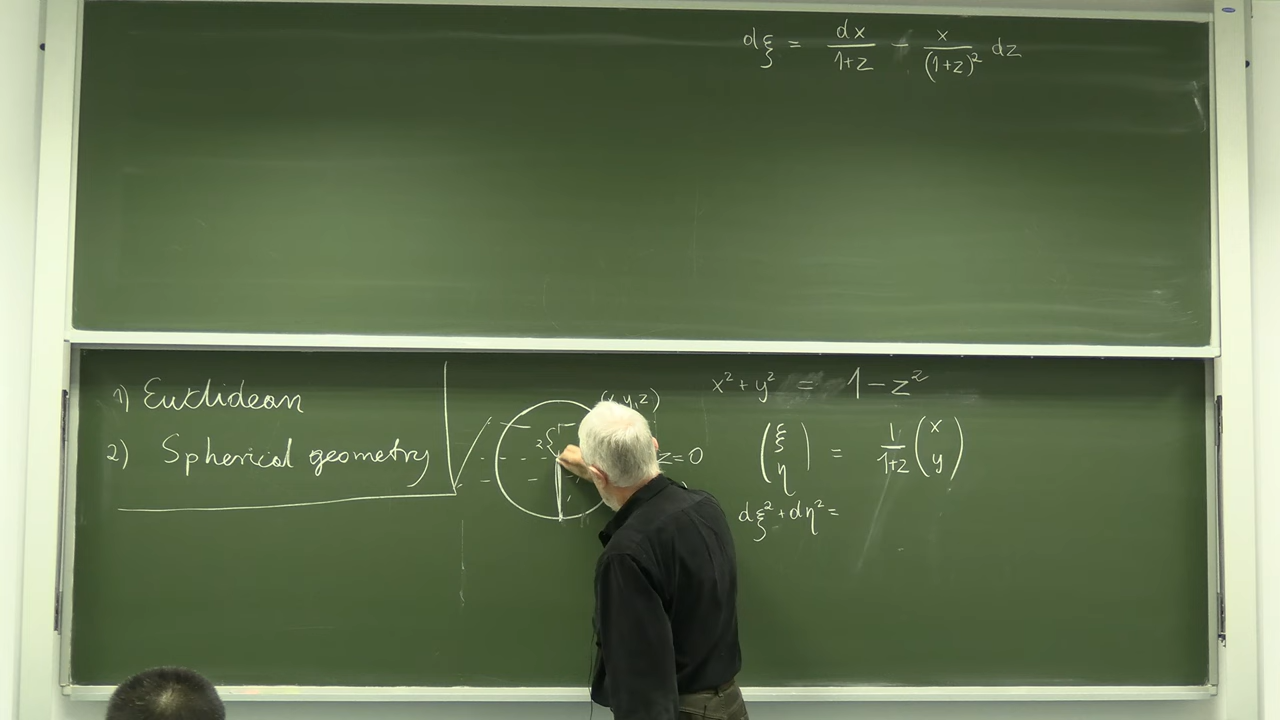 dξ = dx/(1+z) - x/(1+z)² dz
1) Euclidean
2) Spherical geometry
(x,y,z)
z
z=0
x² + y² = 1 - z²
(ξ η) = 1/(1+z) (x y)
dξ² + dη² =